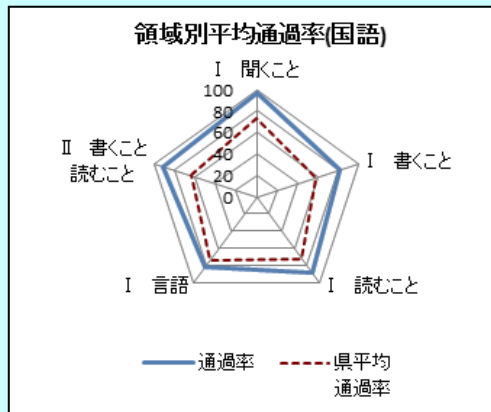 領域別平均通過率(国語)
Ⅰ 聞くこと
100
80
60
40
20
0
Ⅱ 書くこと
読むこと
Ⅰ 書くこと
Ⅰ 言語
Ⅰ 読むこと
通過率
県平均
通過率